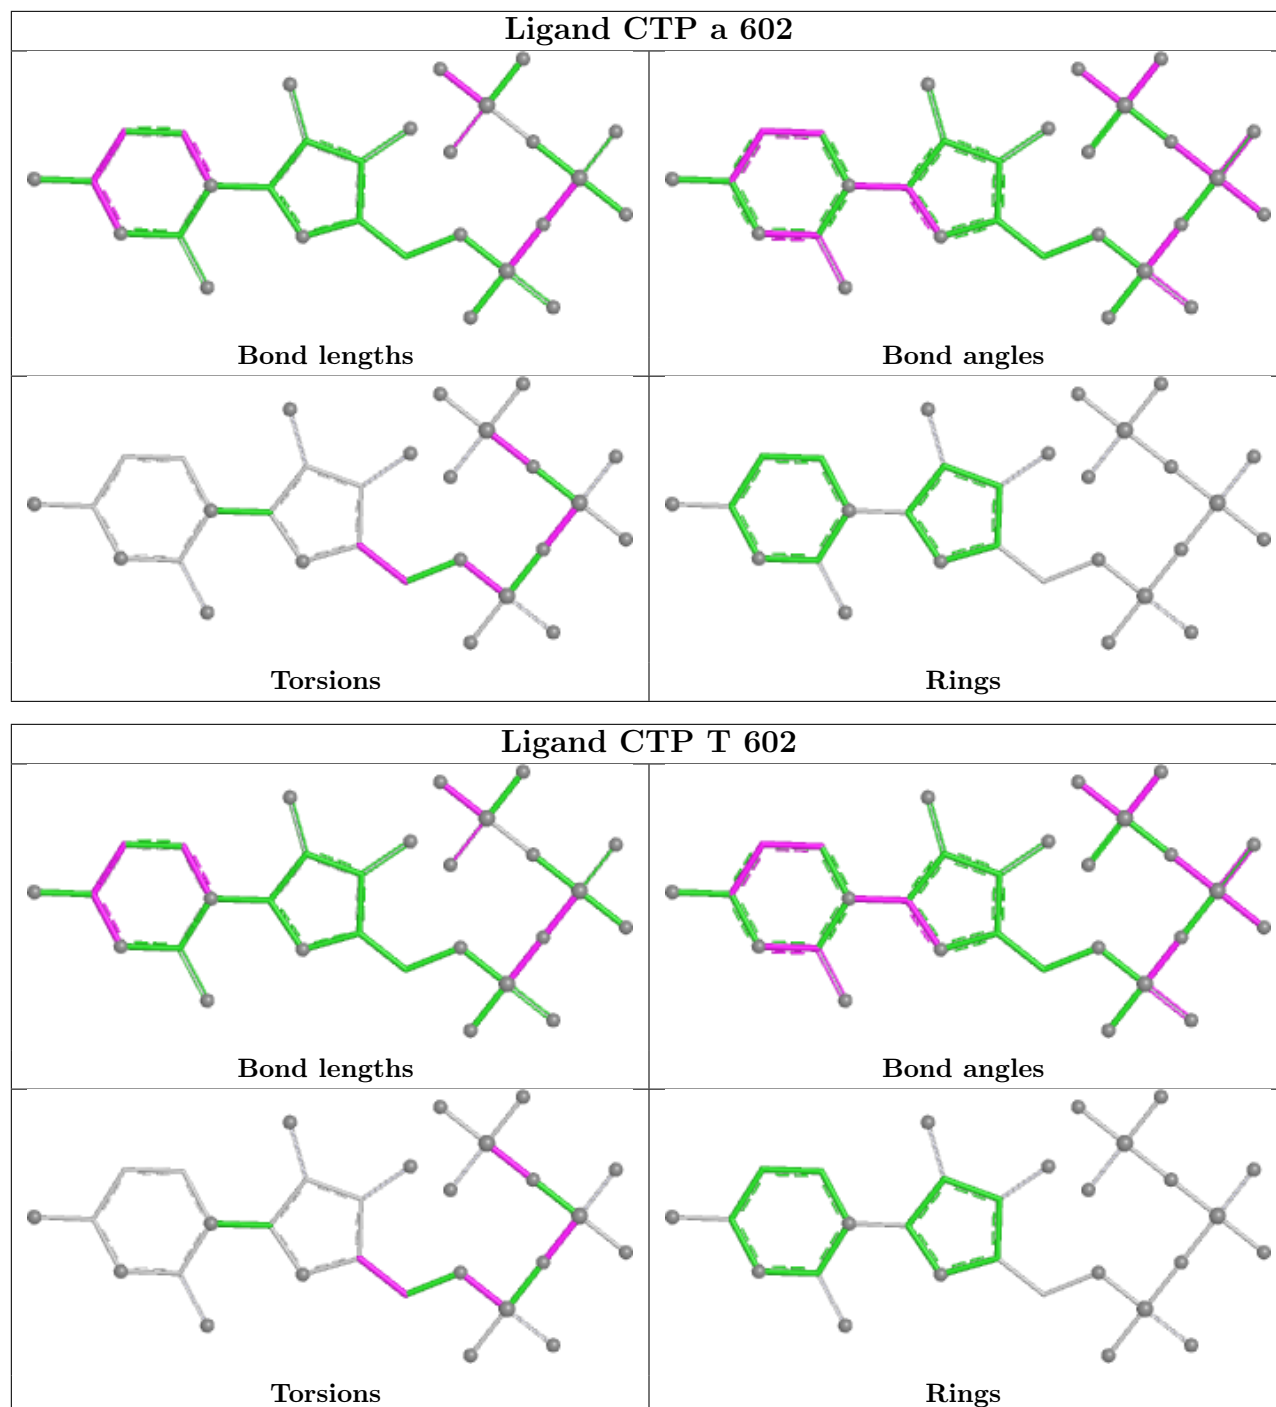 Ligand CTP a 602
Bond lengths
Bond angles
Torsions
Rings
Ligand CTP T 602
Bond lengths
Bond angles
Torsions
Rings